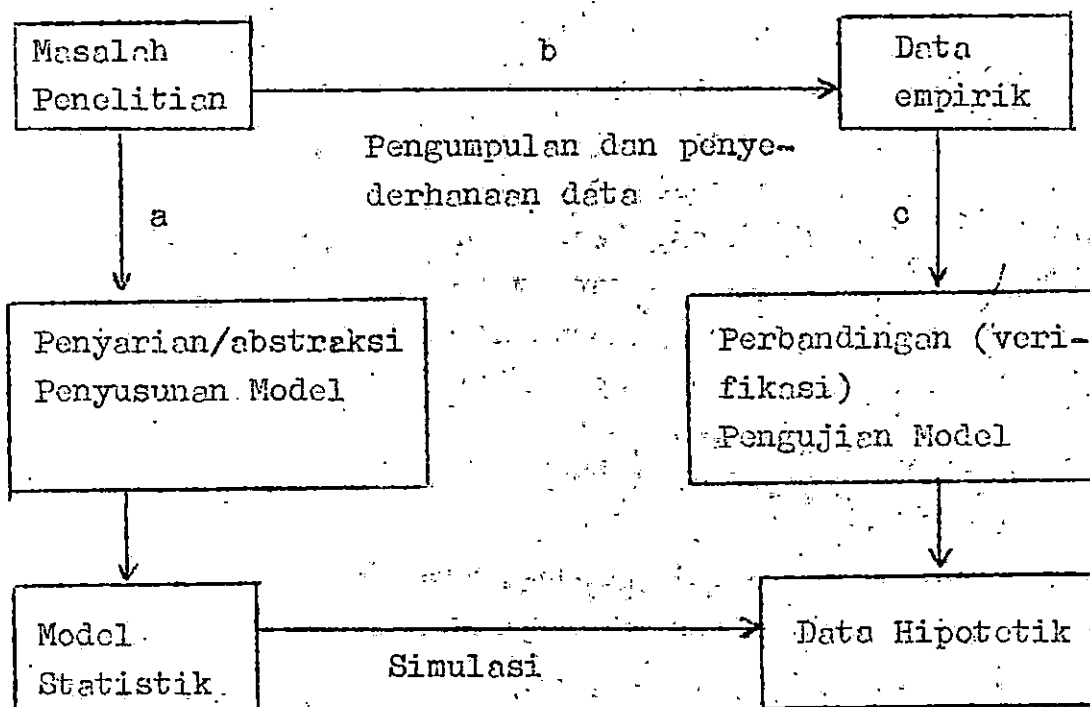 Masalah
Penelitian
b
Data
empirik
Pengumpulan dan penye-
derhanaan data
a
c
Penyarian/abstraksi
Penyusunan Model
Perbandingan (veri-
fikasi)
Pengujian Model
Model
Statistik
Simulasi
Data Hipotetik